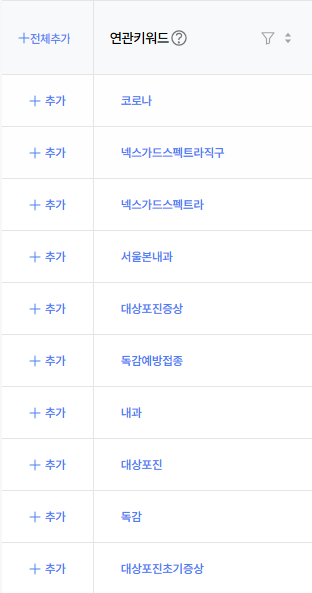 전체추가 연관키워드
추가 코로나
추가 넥스가드스펙트라직구
추가 넥스가드스펙트라
추가 서울본내과
추가 대상포진증상
추가 독감예방접종
추가 내과
추가 대상포진
추가 독감
추가 대상포진초기증상